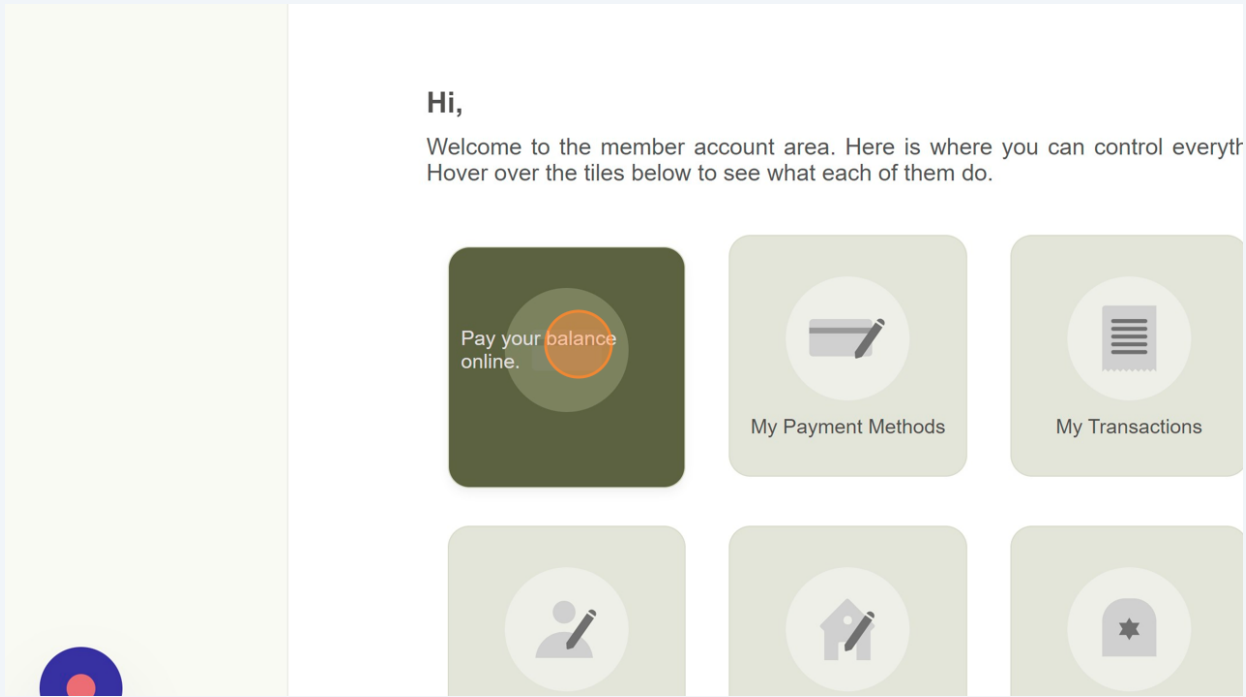 Hi,
Welcome to the member account area. Here is where you can control
Hover over the tiles below to see what each of them do.
Pay your balance
online.
My Payment Methods
My Transactions